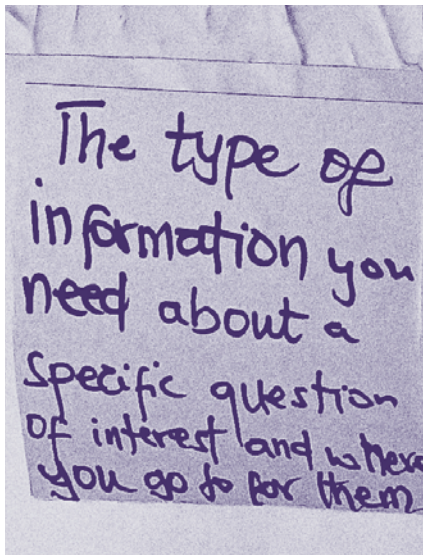 The type of
information you
need about a
specific question
of interest and where
you go to for them